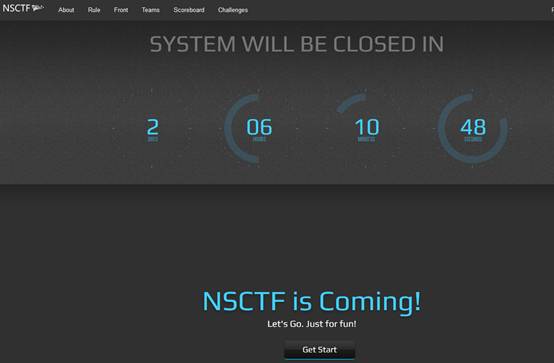 NSCTF
About Rule Front Teams Scoreboard Challenges
SYSTEM WILL BE CLOSED IN
2 06 10 48
DAYS HOURS MINUTES SECONDS
NSCTF is Coming!
Let's Go. Just for fun!
Get Start